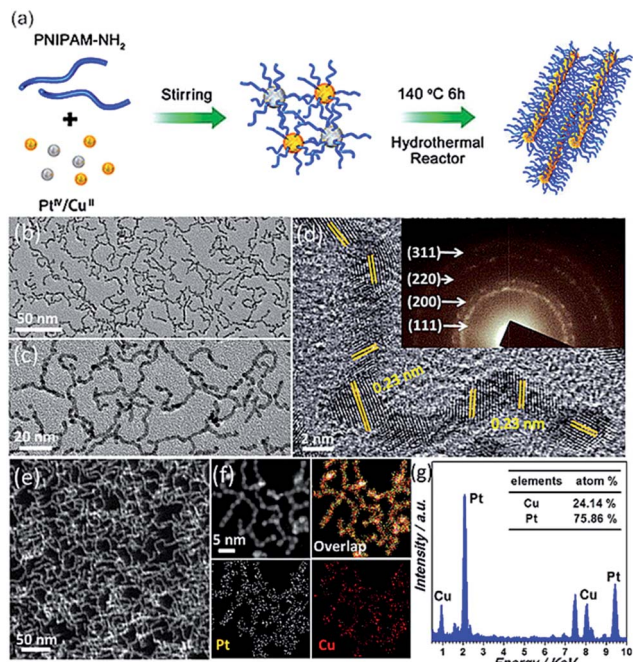 (a)
PNIPAM-NH2
Stirring
140 °C 6h
Hydrothermal
Reactor
Pt^IV/Cu^II
(b)
50 nm
(c)
20 nm
(d)
(311)
(220)
(200)
(111)
0.23 nm
0.23 nm
2 nm
(e)
50 nm
(f)
5 nm
Overlap
Pt
Cu
(g)
Intensity / a.u.
elements atom %
Cu 24.14 %
Pt 75.86 %
Pt
Cu
Cu
Pt
0 1 2 3 4 5 6 7 8 9 10
Energy / KeV